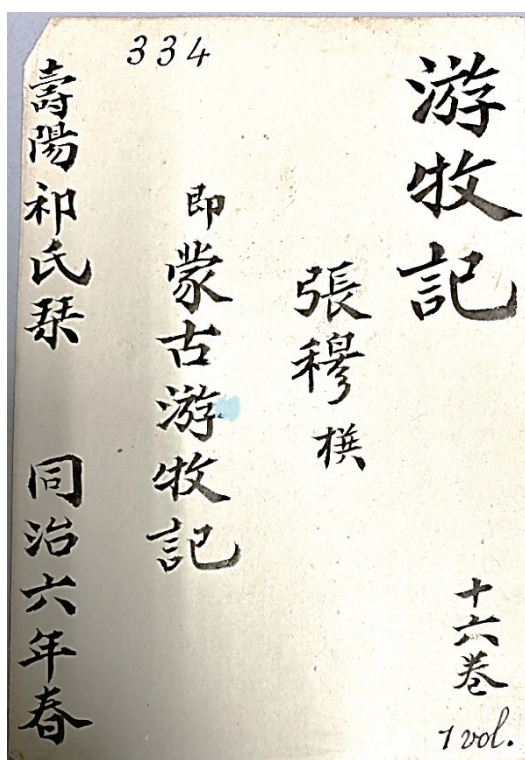 334
游牧記
十六卷
1 vol.
張穆撰
即蒙古游牧記
壽陽祁氏栞 同治六年春